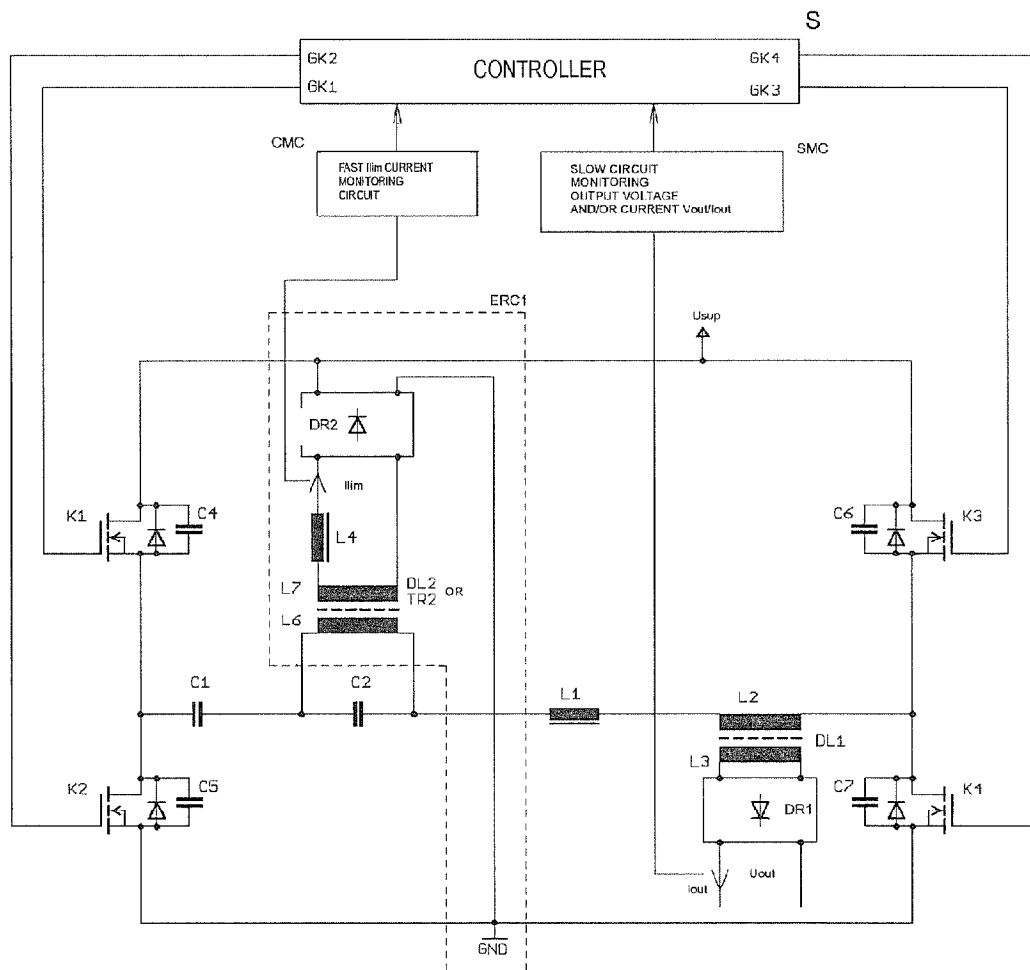 S
GK2
GK4
CONTROLLER
GK1
GK3
CMC
SMC
FAST Ilim CURRENT
MONITORING
CIRCUIT
SLOW CIRCUIT
MONITORING
OUTPUT VOLTAGE
AND/OR CURRENT Vout/Iout
ERC1
Usup
DR2
Ilim
K1
C4
C6
K3
L4
L7
DL2
OR
TR2
L6
C1
C2
L1
L2
DL1
L3
K2
C5
C7
K4
DR1
Uout
Iout
GND